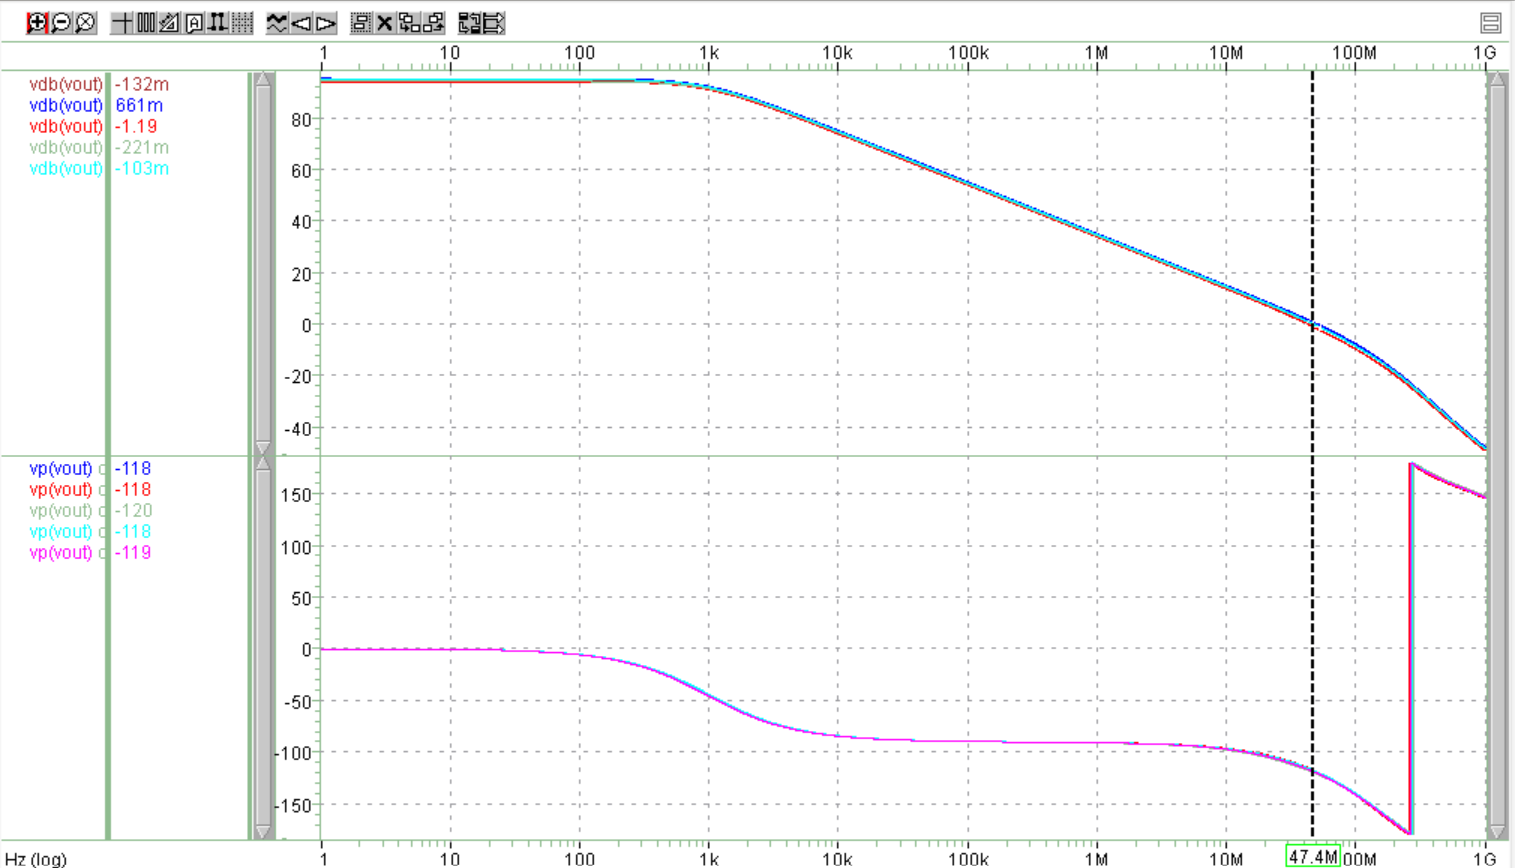 1 10 100 1k 10k 100k 1M 10M 100M 1G
vdb(vout) -132m
vdb(vout) 661m
vdb(vout) -1.19
vdb(vout) -221m
vdb(vout) -103m
80
60
40
20
0
-20
-40
vp(vout) c -118
vp(vout) c -118
vp(vout) c -120
vp(vout) c -118
vp(vout) c -119
150
100
50
0
-50
-100
-150
Hz (log) 1 10 100 1k 10k 100k 1M 10M 47.4M 00M 1G